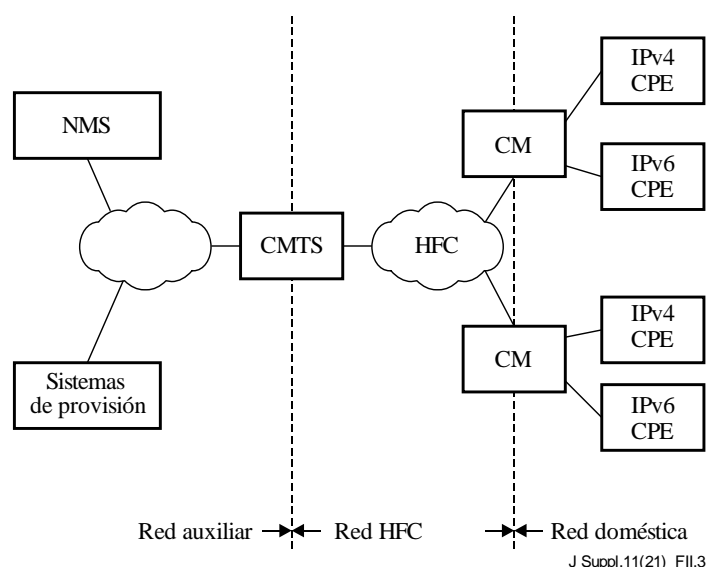 IPv4
CPE
NMS
CM
IPv6
CPE
CMTS
HFC
IPv4
CPE
CM
Sistemas
de provisión
IPv6
CPE
Red auxiliar
Red HFC
Red doméstica
J Suppl.11(21)_FII.3